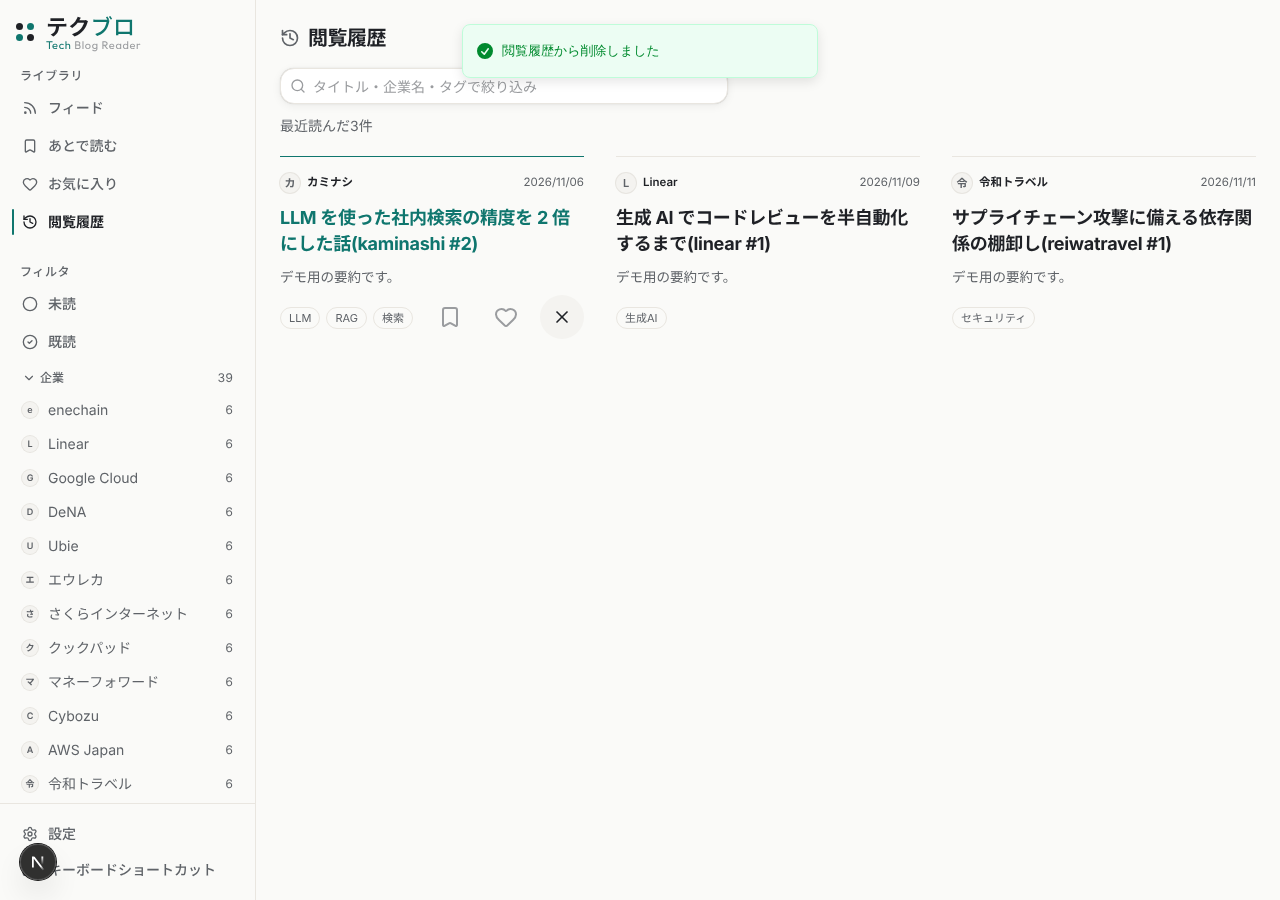 テクブロ
Tech Blog Reader
ライブラリ
フィード
あとで読む
お気に入り
閲覧履歴
フィルタ
未読
既読
企業 39
e enechain 6
L Linear 6
G Google Cloud 6
D DeNA 6
U Ubie 6
エ エウレカ 6
さ さくらインターネット 6
ク クックパッド 6
マ マネーフォワード 6
C Cybozu 6
A AWS Japan 6
令 令和トラベル 6
設定
N キーボードショートカット
閲覧履歴
閲覧履歴から削除しました
タイトル・企業名・タグで絞り込み
最近読んだ3件
カ カミナシ 2026/11/06
LLM を使った社内検索の精度を 2 倍
にした話(kaminashi #2)
デモ用の要約です。
LLM RAG 検索
L Linear 2026/11/09
生成 AI でコードレビューを半自動化
するまで(linear #1)
デモ用の要約です。
生成AI
令 令和トラベル 2026/11/11
サプライチェーン攻撃に備える依存関
係の棚卸し(reiwatravel #1)
デモ用の要約です。
セキュリティ